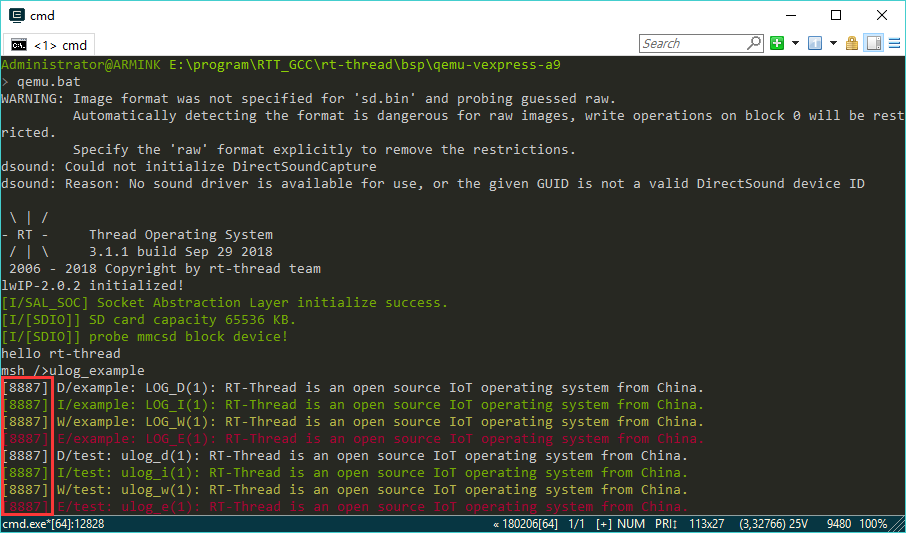 cmd
<1> cmd
Search
Administrator@ARMINK E:\program\RTT_GCC\rt-thread\bsp\qemu-vexpress-a9
> qemu.bat
WARNING: Image format was not specified for 'sd.bin' and probing guessed raw.
         Automatically detecting the format is dangerous for raw images, write operations on block 0 will be rest
ricted.
         Specify the 'raw' format explicitly to remove the restrictions.
dsound: Could not initialize DirectSoundCapture
dsound: Reason: No sound driver is available for use, or the given GUID is not a valid DirectSound device ID
 \ | /
- RT -     Thread Operating System
 / | \     3.1.1 build Sep 29 2018
 2006 - 2018 Copyright by rt-thread team
lwIP-2.0.2 initialized!
[I/SAL_SOC] Socket Abstraction Layer initialize success.
[I/[SDIO]] SD card capacity 65536 KB.
[I/[SDIO]] probe mmcsd block device!
hello rt-thread
msh />ulog_example
[8887] D/example: LOG_D(1): RT-Thread is an open source IoT operating system from China.
[8887] I/example: LOG_I(1): RT-Thread is an open source IoT operating system from China.
[8887] W/example: LOG_W(1): RT-Thread is an open source IoT operating system from China.
[8887] E/example: LOG_E(1): RT-Thread is an open source IoT operating system from China.
[8887] D/test: ulog_d(1): RT-Thread is an open source IoT operating system from China.
[8887] I/test: ulog_i(1): RT-Thread is an open source IoT operating system from China.
[8887] W/test: ulog_w(1): RT-Thread is an open source IoT operating system from China.
[8887] E/test: ulog_e(1): RT-Thread is an open source IoT operating system from China.
cmd.exe*[64]:12828 « 180206[64] 1/1 [+] NUM PRI↕ 113x27 (3,32766) 25V 9480 100%